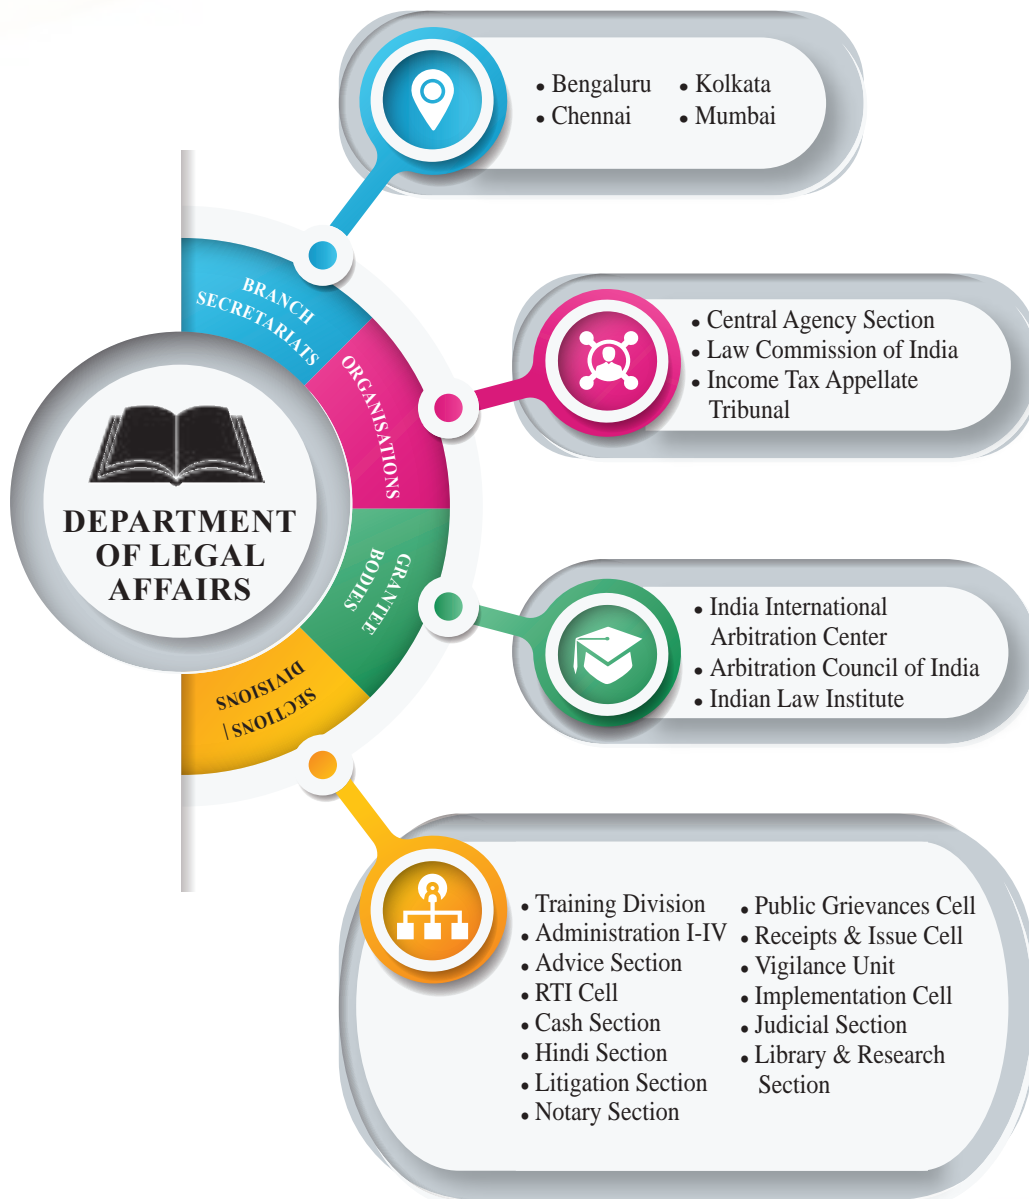 DEPARTMENT
OF LEGAL
AFFAIRS
BRANCH
SECRETARIATS
• Bengaluru
• Chennai
• Kolkata
• Mumbai
ORGANISATIONS
• Central Agency Section
• Law Commission of India
• Income Tax Appellate
Tribunal
GRANTEE
BODIES
• India International
Arbitration Center
• Arbitration Council of India
• Indian Law Institute
SECTIONS |
DIVISIONS
• Training Division
• Administration I-IV
• Advice Section
• RTI Cell
• Cash Section
• Hindi Section
• Litigation Section
• Notary Section
• Public Grievances Cell
• Receipts & Issue Cell
• Vigilance Unit
• Implementation Cell
• Judicial Section
• Library & Research
Section